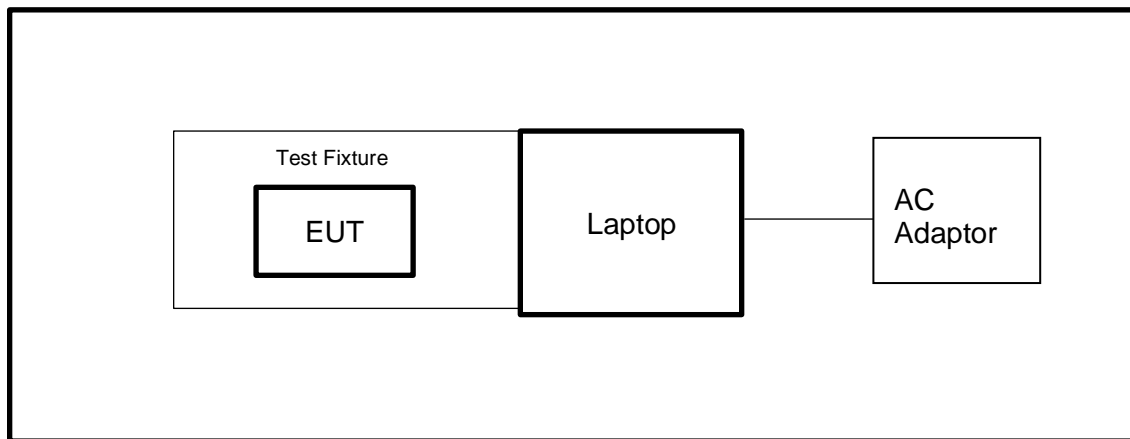 Test Fixture
EUT
Laptop
AC
Adaptor